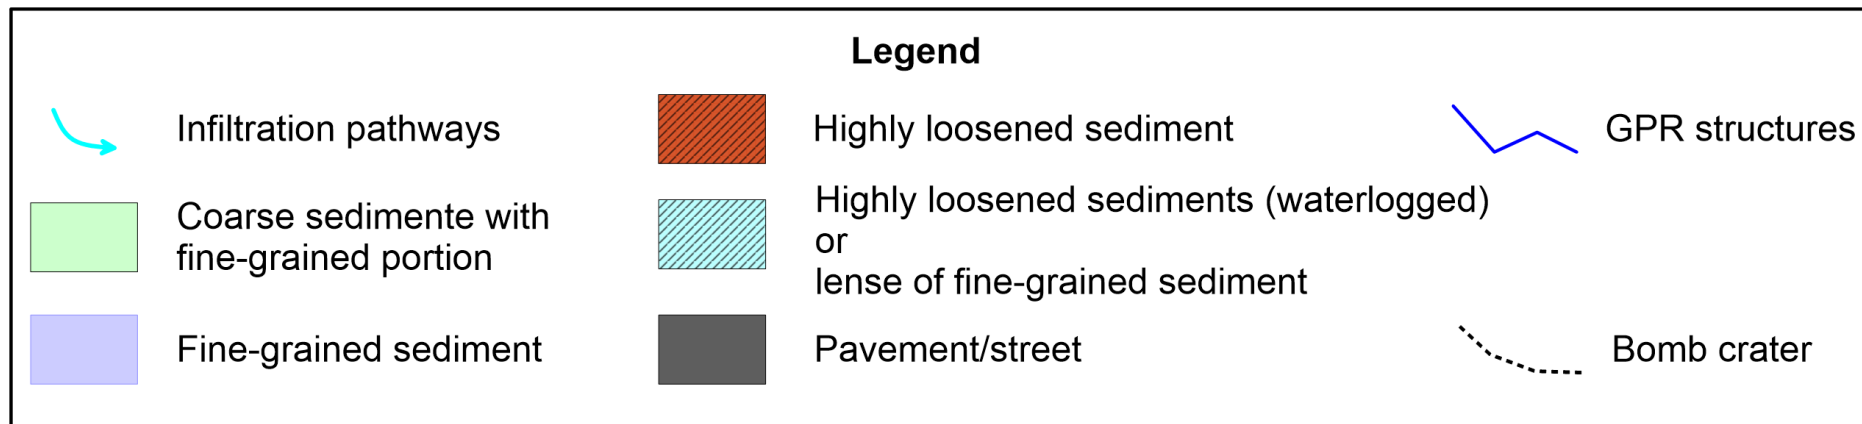 Legend
Infiltration pathways
Highly loosened sediment
GPR structures
Coarse sedimente with
fine-grained portion
Highly loosened sediments (waterlogged)
or
lense of fine-grained sediment
Fine-grained sediment
Pavement/street
Bomb crater